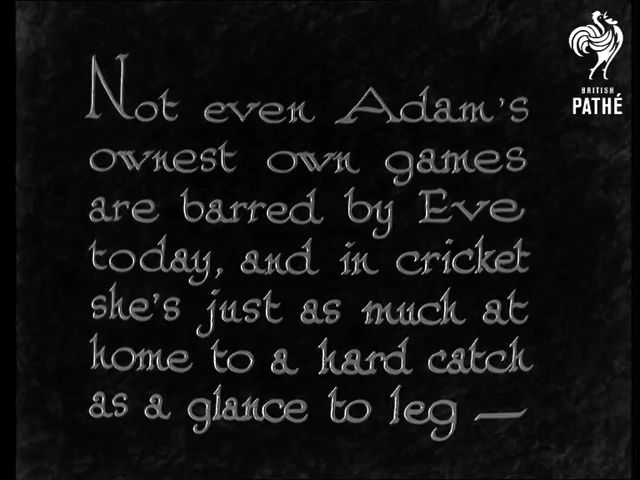 Not even Adam's
ownest own games
are barred by Eve
today, and in cricket
she's just as much at
home to a hard catch
as a glance to leg —
BRITISH
PATHÉ